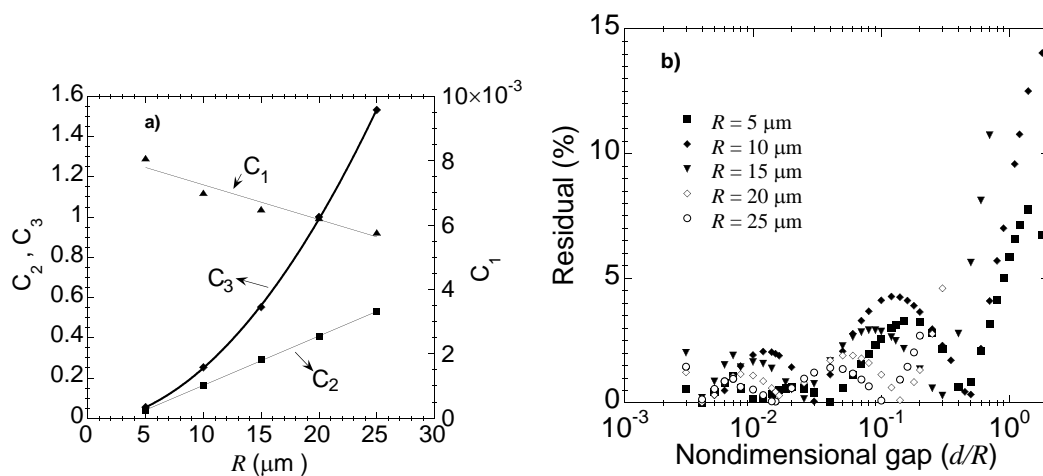 a)
1.6
1.4
1.2
1
0.8
0.6
0.4
0.2
0
C₂, C₃
0 5 10 15 20 25 30
R (μm)
10×10⁻³
8
6
4
2
0
C₁
C₁
C₃
C₂
b)
15
10
5
0
Residual (%)
R = 5 μm
R = 10 μm
R = 15 μm
R = 20 μm
R = 25 μm
10⁻³ 10⁻² 10⁻¹ 10⁰
Nondimensional gap (d/R)